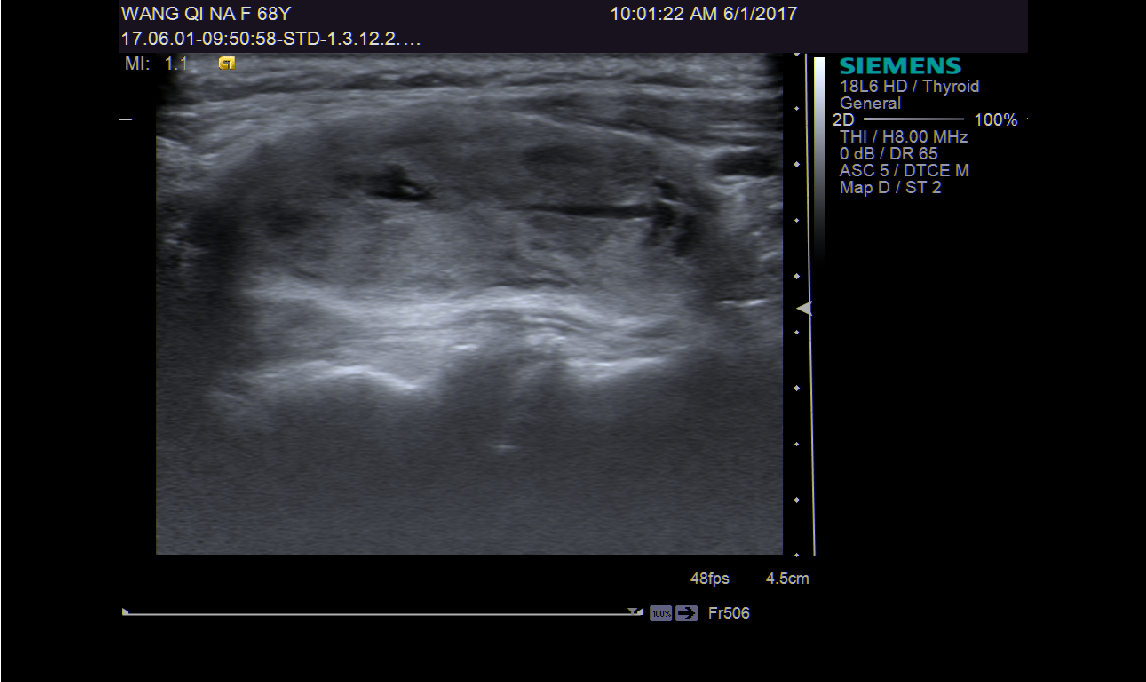 WANG QI NA F 68Y 10:01:22 AM 6/1/2017
17.06.01-09:50:58-STD-1.3.12.2....
MI: 1.1
SIEMENS
18L6 HD / Thyroid
General
2D 100%
THI / H8.00 MHz
0 dB / DR 65
ASC 5 / DTCE M
Map D / ST 2
48fps 4.5cm
100% Fr506